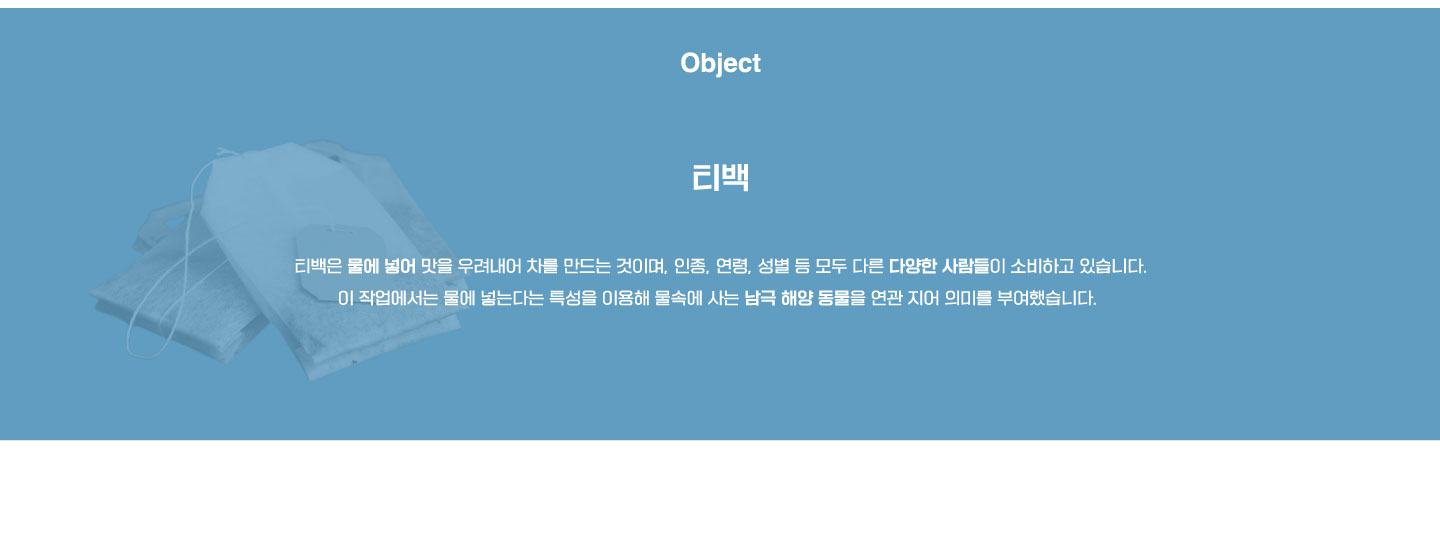 Object
티백
티백은 물에 넣어 맛을 우려내어 차를 만드는 것이며, 인종, 연령, 성별 등 모두 다른 다양한 사람들이 소비하고 있습니다.
이 작업에서는 물에 넣는다는 특성을 이용해 물속에 사는 남극 해양 동물을 연관 지어 의미를 부여했습니다.